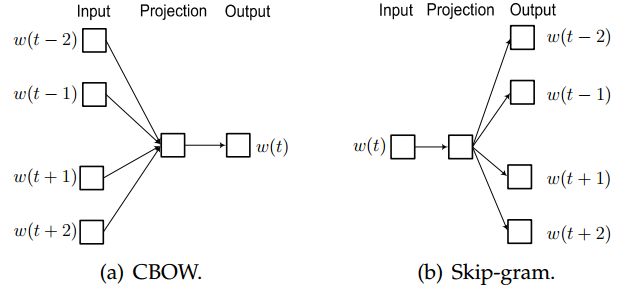 Input Projection Output
w(t − 2)
w(t − 1)
w(t)
w(t + 1)
w(t + 2)
(a) CBOW.
Input Projection Output
w(t − 2)
w(t − 1)
w(t)
w(t + 1)
w(t + 2)
(b) Skip-gram.